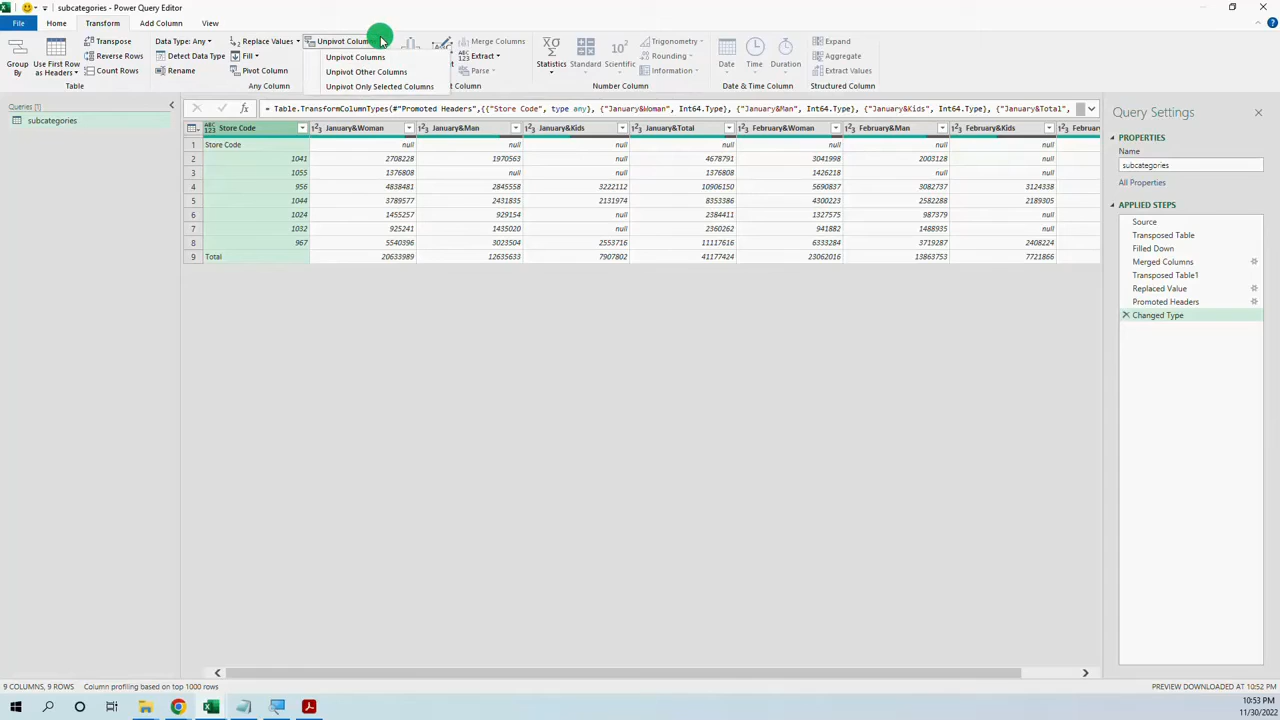 subcategories - Power Query Editor
File Home Transform Add Column View
Group By
Use First Row as Headers
Transpose
Reverse Rows
Count Rows
Table
Data Type: Any
Detect Data Type
Rename
Replace Values
Fill
Pivot Column
Any Column
Unpivot Columns
Unpivot Columns
Unpivot Other Columns
Unpivot Only Selected Columns
Merge Columns
Extract
Parse
Column
Statistics
Standard
Scientific
Trigonometry
Rounding
Information
Number Column
Date
Time
Duration
Date & Time Column
Expand
Aggregate
Extract Values
Structured Column
Queries [1]
subcategories
= Table.TransformColumnTypes(#"Promoted Headers",{{"Store Code", type any}, {"January&Woman", Int64.Type}, {"January&Man", Int64.Type}, {"January&Kids", Int64.Type}, {"January&Total",
Store Code January&Woman January&Man January&Kids January&Total February&Woman February&Man February&Kids
1 Store Code null null null null null null null
2 1041 2708228 1970563 null 4678791 3041998 2003128 null
3 1055 1376808 null null 1376808 1426218 null null
4 956 4838481 2845558 3222112 10906150 5690837 3082737 3124338
5 1044 3789577 2431835 2131974 8353386 4300223 2582288 2189305
6 1024 1455257 929154 null 2384411 1327575 987379 null
7 1032 925241 1435020 null 2360262 941882 1488935 null
8 967 5540396 3023504 2553716 11117616 6333284 3719287 2408224
9 Total 20633989 12635633 7907802 41177424 23062016 13863753 7721866
Query Settings
PROPERTIES
Name
subcategories
All Properties
APPLIED STEPS
Source
Transposed Table
Filled Down
Merged Columns
Transposed Table1
Replaced Value
Promoted Headers
Changed Type
9 COLUMNS, 9 ROWS Column profiling based on top 1000 rows
PREVIEW DOWNLOADED AT 10:52 PM
10:53 PM
11/30/2022